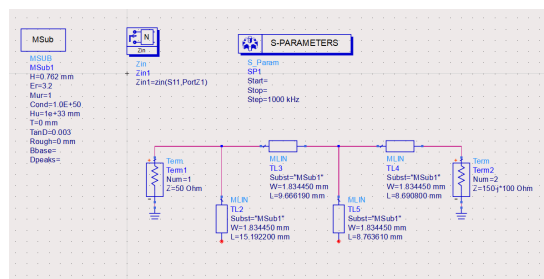 MSub
MSUB
MSub1
H=0.762 mm
Er=3.2
Mur=1
Cond=1.0E+50
Hu=1e+33 mm
T=0 mm
TanD=0.003
Rough=0 mm
Bbase=
Dpeaks=
N
Zin
Zin
Zin1
Zin1=zin(S11,PortZ1)
S-PARAMETERS
S_Param
SP1
Start=
Stop=
Step=1000 kHz
Term
Term1
Num=1
Z=50 Ohm
MLIN
TL2
Subst="MSub1"
W=1.834450 mm
L=15.192200 mm
MLIN
TL3
Subst="MSub1"
W=1.834450 mm
L=9.666190 mm
MLIN
TL5
Subst="MSub1"
W=1.834450 mm
L=8.763610 mm
MLIN
TL4
Subst="MSub1"
W=1.834450 mm
L=8.690800 mm
Term
Term2
Num=2
Z=150-j*100 Ohm